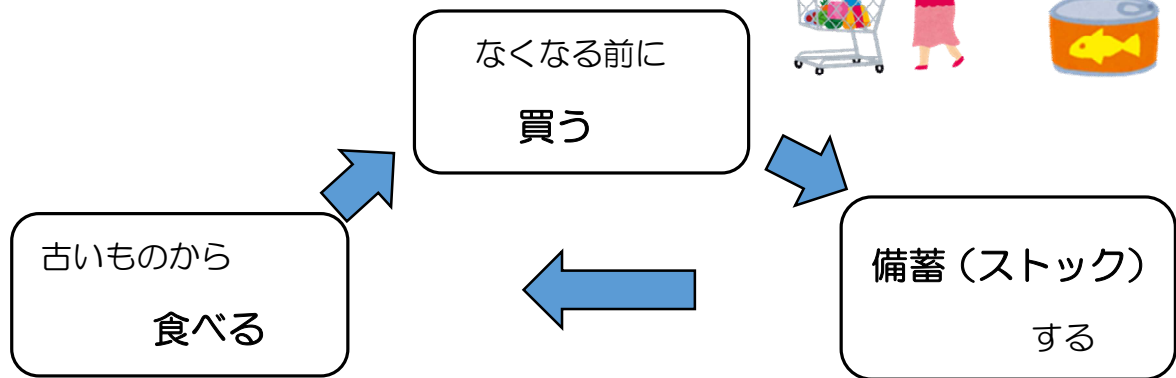 なくなる前に
買う
備蓄（ストック）
する
古いものから
食べる